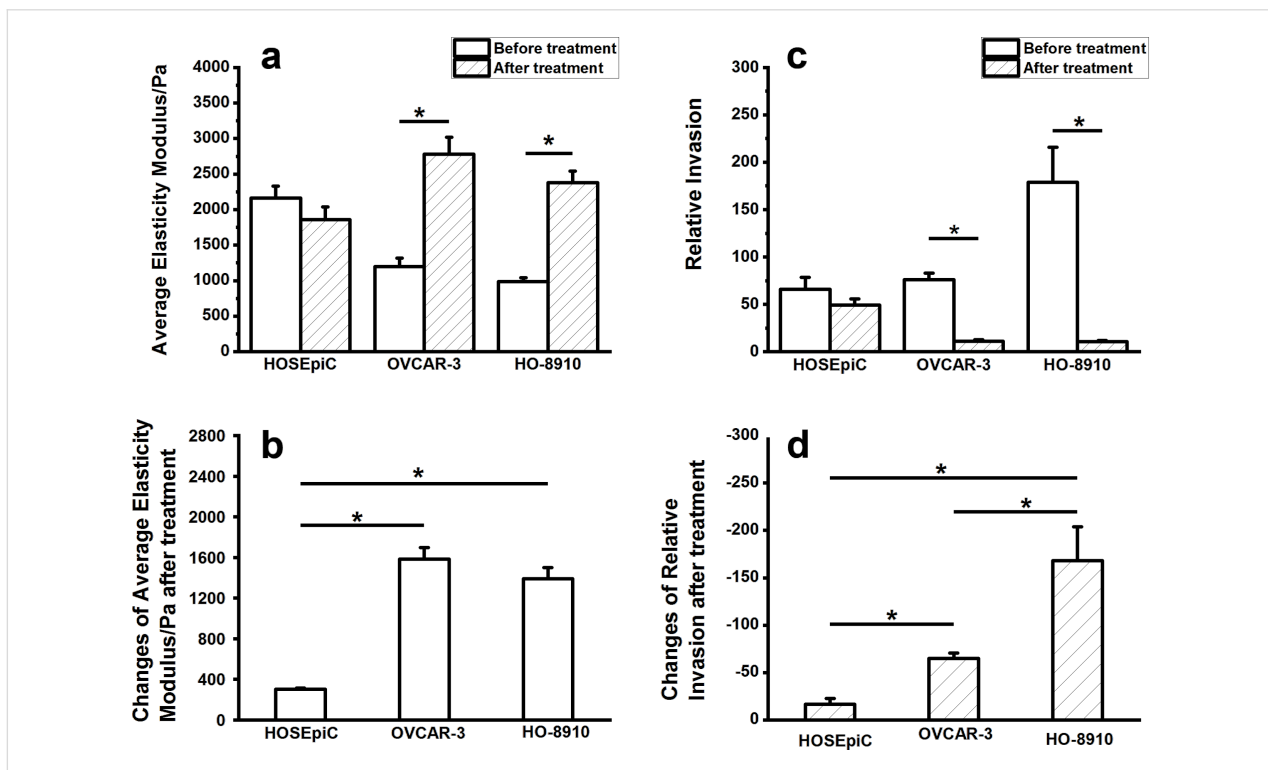 a
Before treatment
After treatment
Average Elasticity Modulus/Pa
4000
3500
3000
2500
2000
1500
1000
500
0
*
*
HOSEpiC
OVCAR-3
HO-8910
c
Before treatment
After treatment
Relative Invasion
300
250
200
150
100
50
0
*
*
HOSEpiC
OVCAR-3
HO-8910
b
Changes of Average Elasticity
Modulus/Pa after treatment
2800
2400
2000
1600
1200
800
400
0
*
*
HOSEpiC
OVCAR-3
HO-8910
d
Changes of Relative
Invasion after treatment
-300
-250
-200
-150
-100
-50
0
*
*
*
HOSEpiC
OVCAR-3
HO-8910